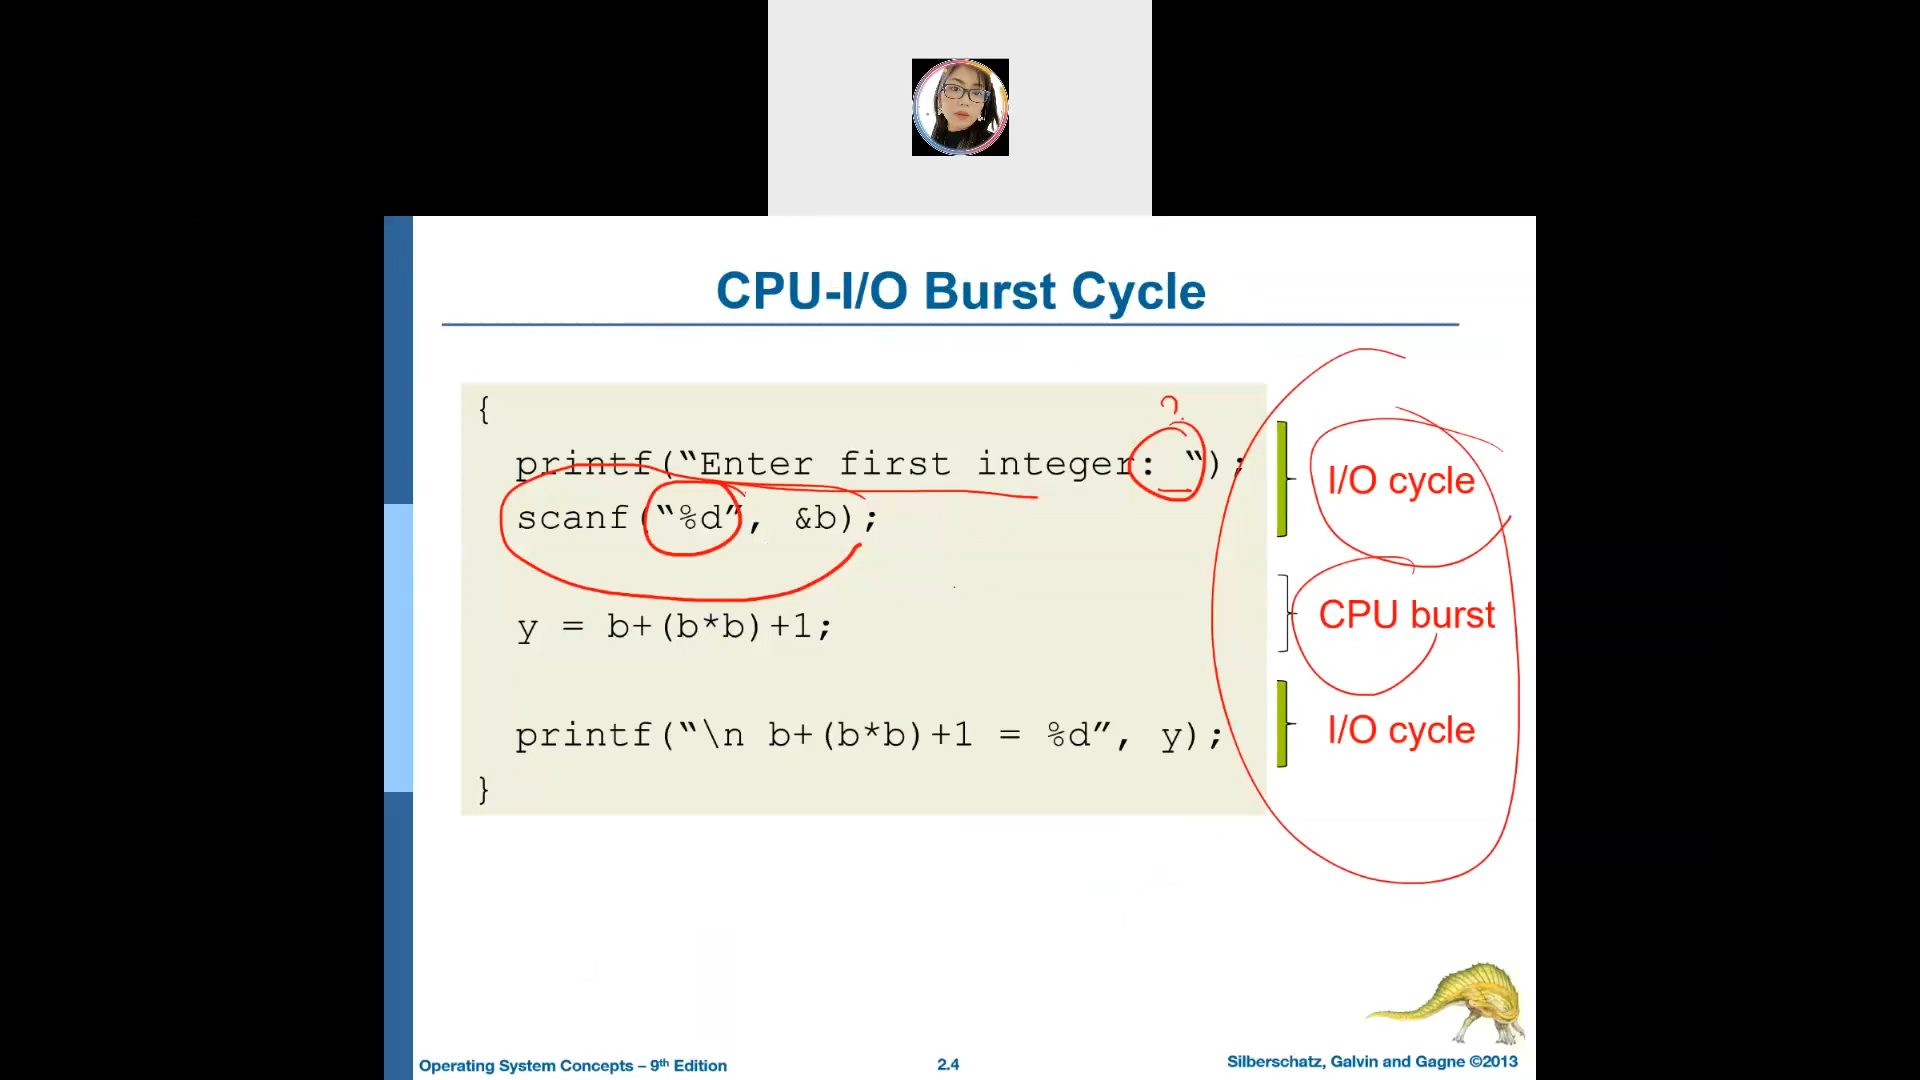 CPU-I/O Burst Cycle
{
printf(“Enter first integer: “);
I/O cycle
scanf(“%d”, &b);
y = b+(b*b)+1;
CPU burst
printf(“\n b+(b*b)+1 = %d”, y);
I/O cycle
}
Operating System Concepts – 9th Edition
2.4
Silberschatz, Galvin and Gagne ©2013